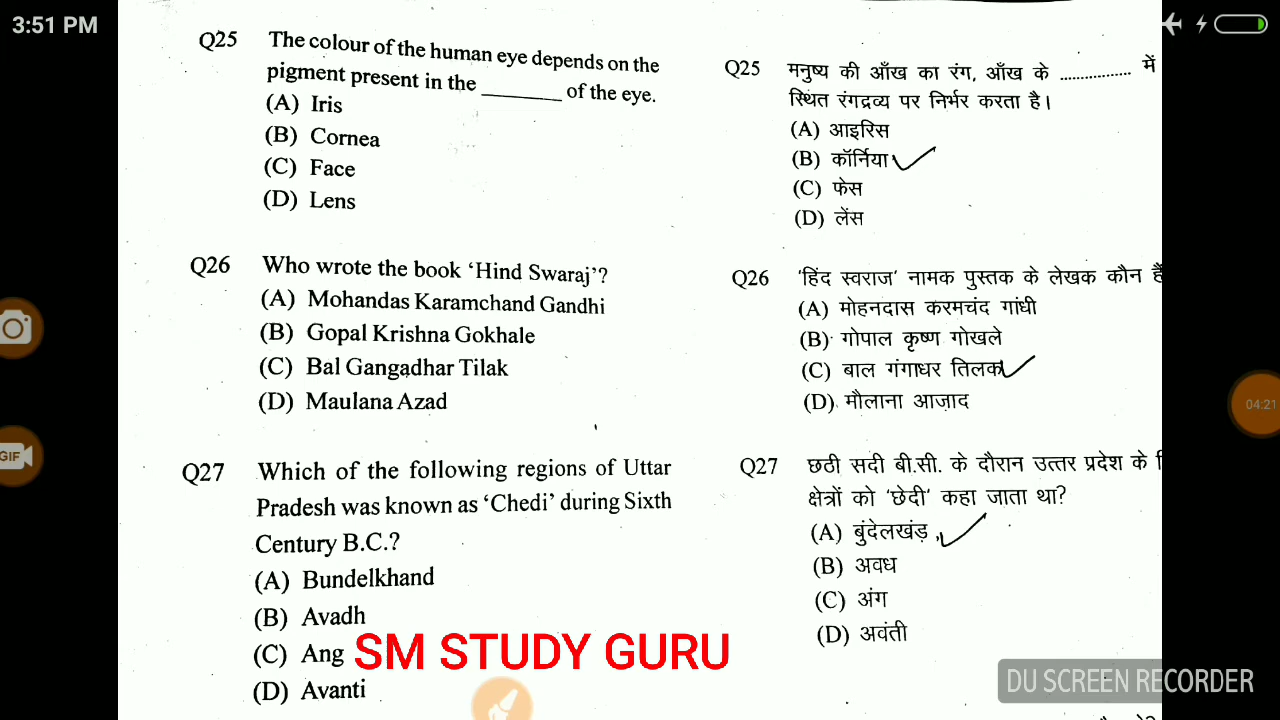 3:51 PM
Q25 The colour of the human eye depends on the
pigment present in the ________ of the eye.
(A) Iris
(B) Cornea
(C) Face
(D) Lens
Q26 Who wrote the book ‘Hind Swaraj’?
(A) Mohandas Karamchand Gandhi
(B) Gopal Krishna Gokhale
(C) Bal Gangadhar Tilak
(D) Maulana Azad
Q27 Which of the following regions of Uttar
Pradesh was known as ‘Chedi’ during Sixth
Century B.C.?
(A) Bundelkhand
(B) Avadh
(C) Ang
(D) Avanti
Q25 मनुष्य की आँख का रंग, आँख के ................ में
स्थित रंगद्रव्य पर निर्भर करता है।
(A) आइरिस
(B) कॉर्निया
(C) फेस
(D) लेंस
Q26 ‘हिंद स्वराज’ नामक पुस्तक के लेखक कौन हैं
(A) मोहनदास करमचंद गांधी
(B) गोपाल कृष्ण गोखले
(C) बाल गंगाधर तिलक
(D) मौलाना आज़ाद
Q27 छठी सदी बी.सी. के दौरान उत्तर प्रदेश के
क्षेत्रों को ‘छेदी’ कहा जाता था?
(A) बुंदेलखंड़
(B) अवध
(C) अंग
(D) अवंती
SM STUDY GURU
GIF
04:21
DU SCREEN RECORDER